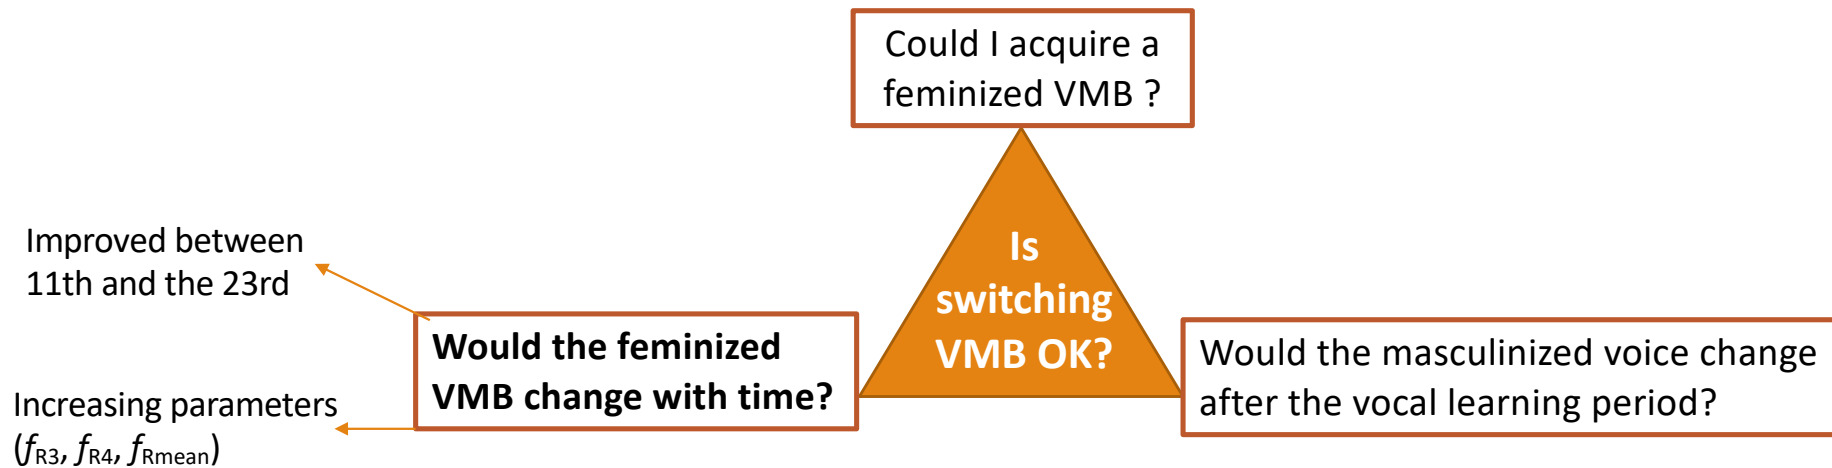 Could I acquire a
feminized VMB ?
Is
switching
VMB OK?
Improved between
11th and the 23rd
Would the feminized
VMB change with time?
Increasing parameters
(fR3, fR4, fRmean)
Would the masculinized voice change
after the vocal learning period?